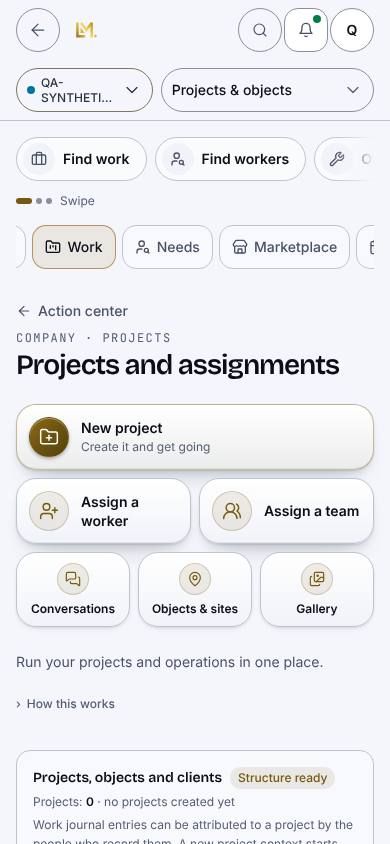 LM.
Q
QA-
SYNTHETI...
Projects & objects
Find work
Find workers
Swipe
Work
Needs
Marketplace
Action center
COMPANY · PROJECTS
Projects and assignments
New project
Create it and get going
Assign a
worker
Assign a team
Conversations
Objects & sites
Gallery
Run your projects and operations in one place.
› How this works
Projects, objects and clients
Structure ready
Projects: 0 · no projects created yet
Work journal entries can be attributed to a project by the
people who record them. A new project context starts